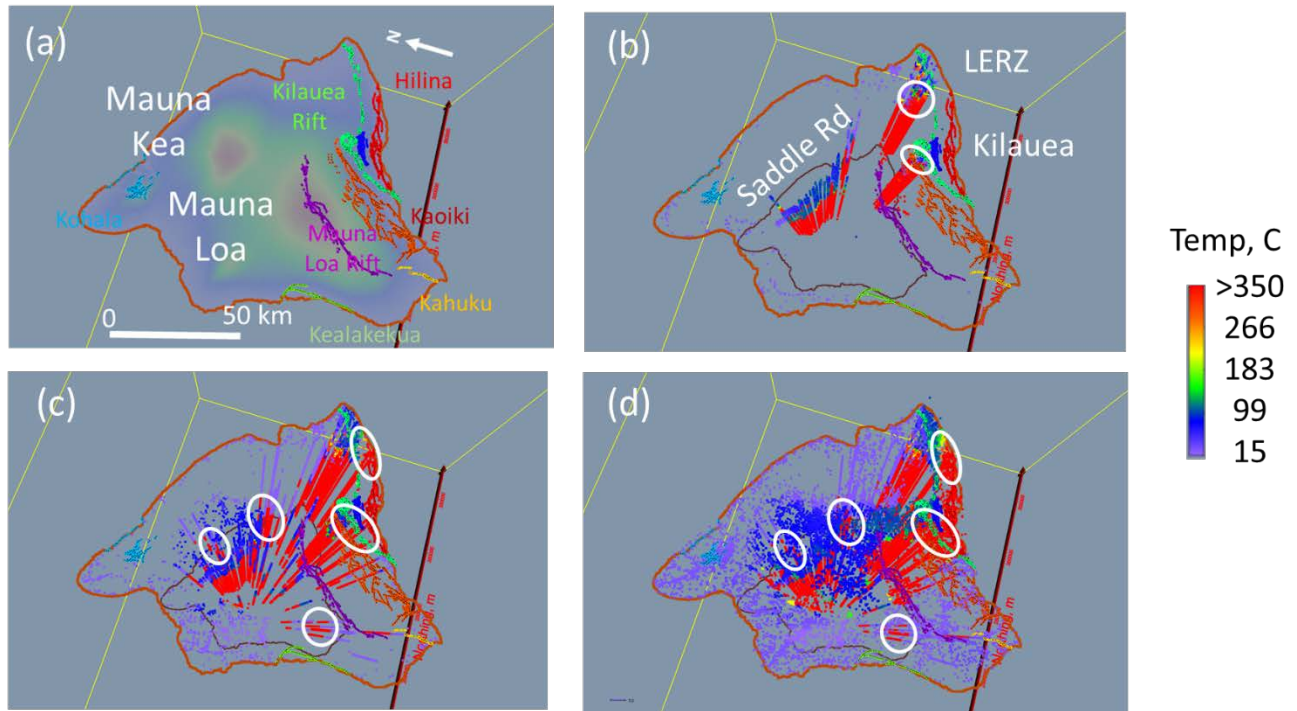 (a)
N
Mauna
Kea
Kilauea
Rift
Hilina
Kohala
Mauna
Loa
Kaoiki
Mauna
Loa Rift
Kahuku
0 50 km
Kealakekua
(b)
LERZ
Saddle Rd
Kilauea
Temp, C
>350
266
183
99
15
(c)
(d)